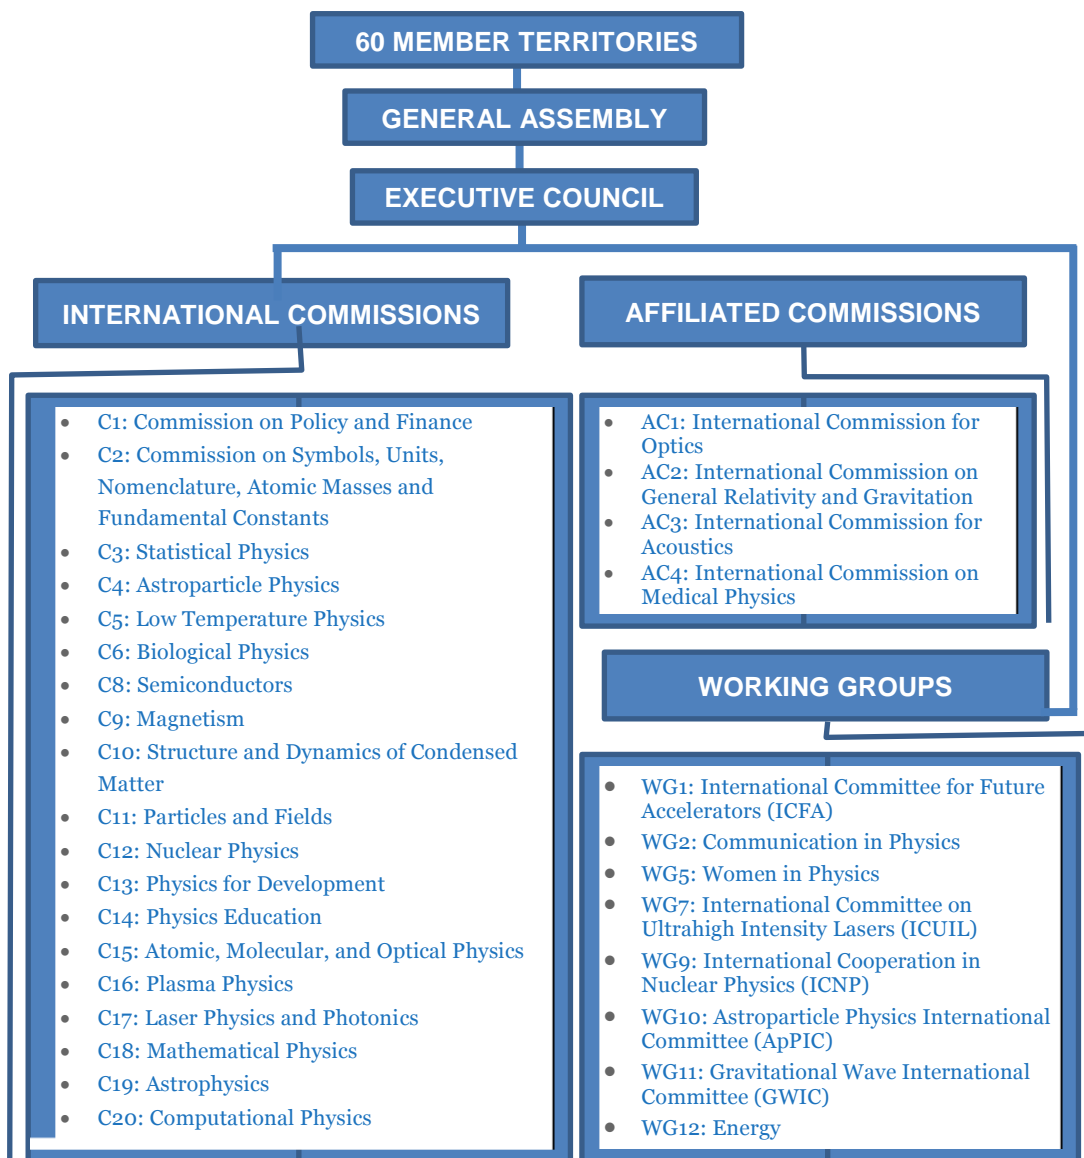 60 MEMBER TERRITORIES
GENERAL ASSEMBLY
EXECUTIVE COUNCIL
INTERNATIONAL COMMISSIONS
• C1: Commission on Policy and Finance
• C2: Commission on Symbols, Units,
Nomenclature, Atomic Masses and
Fundamental Constants
• C3: Statistical Physics
• C4: Astroparticle Physics
• C5: Low Temperature Physics
• C6: Biological Physics
• C8: Semiconductors
• C9: Magnetism
• C10: Structure and Dynamics of Condensed
Matter
• C11: Particles and Fields
• C12: Nuclear Physics
• C13: Physics for Development
• C14: Physics Education
• C15: Atomic, Molecular, and Optical Physics
• C16: Plasma Physics
• C17: Laser Physics and Photonics
• C18: Mathematical Physics
• C19: Astrophysics
• C20: Computational Physics
AFFILIATED COMMISSIONS
• AC1: International Commission for
Optics
• AC2: International Commission on
General Relativity and Gravitation
• AC3: International Commission for
Acoustics
• AC4: International Commission on
Medical Physics
WORKING GROUPS
• WG1: International Committee for Future
Accelerators (ICFA)
• WG2: Communication in Physics
• WG5: Women in Physics
• WG7: International Committee on
Ultrahigh Intensity Lasers (ICUIL)
• WG9: International Cooperation in
Nuclear Physics (ICNP)
• WG10: Astroparticle Physics International
Committee (ApPIC)
• WG11: Gravitational Wave International
Committee (GWIC)
• WG12: Energy